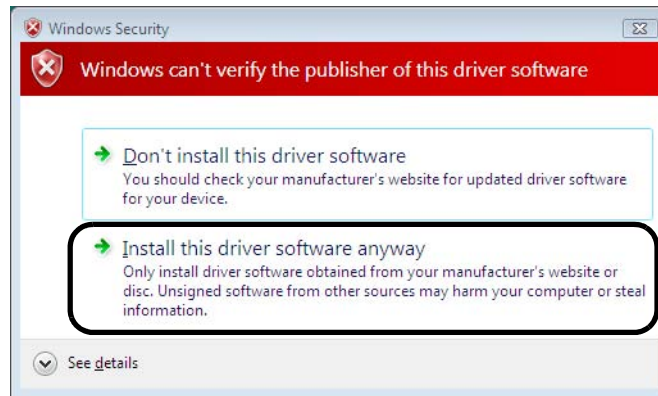 Windows Security
Windows can't verify the publisher of this driver software
Don't install this driver software
You should check your manufacturer's website for updated driver software
for your device.
Install this driver software anyway
Only install driver software obtained from your manufacturer's website or
disc. Unsigned software from other sources may harm your computer or steal
information.
See details